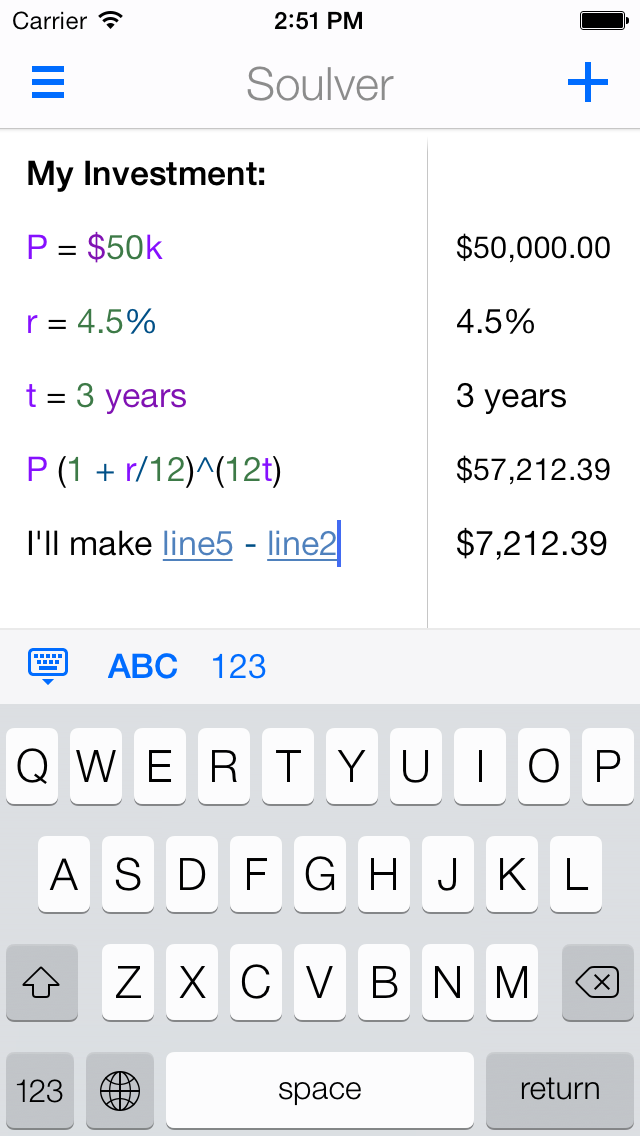 Carrier 2:51 PM
Soulver
My Investment:
P = $50k $50,000.00
r = 4.5% 4.5%
t = 3 years 3 years
P (1 + r/12)^(12t) $57,212.39
I'll make line5 - line2 $7,212.39
ABC 123
Q W E R T Y U I O P
A S D F G H J K L
Z X C V B N M
123 space return